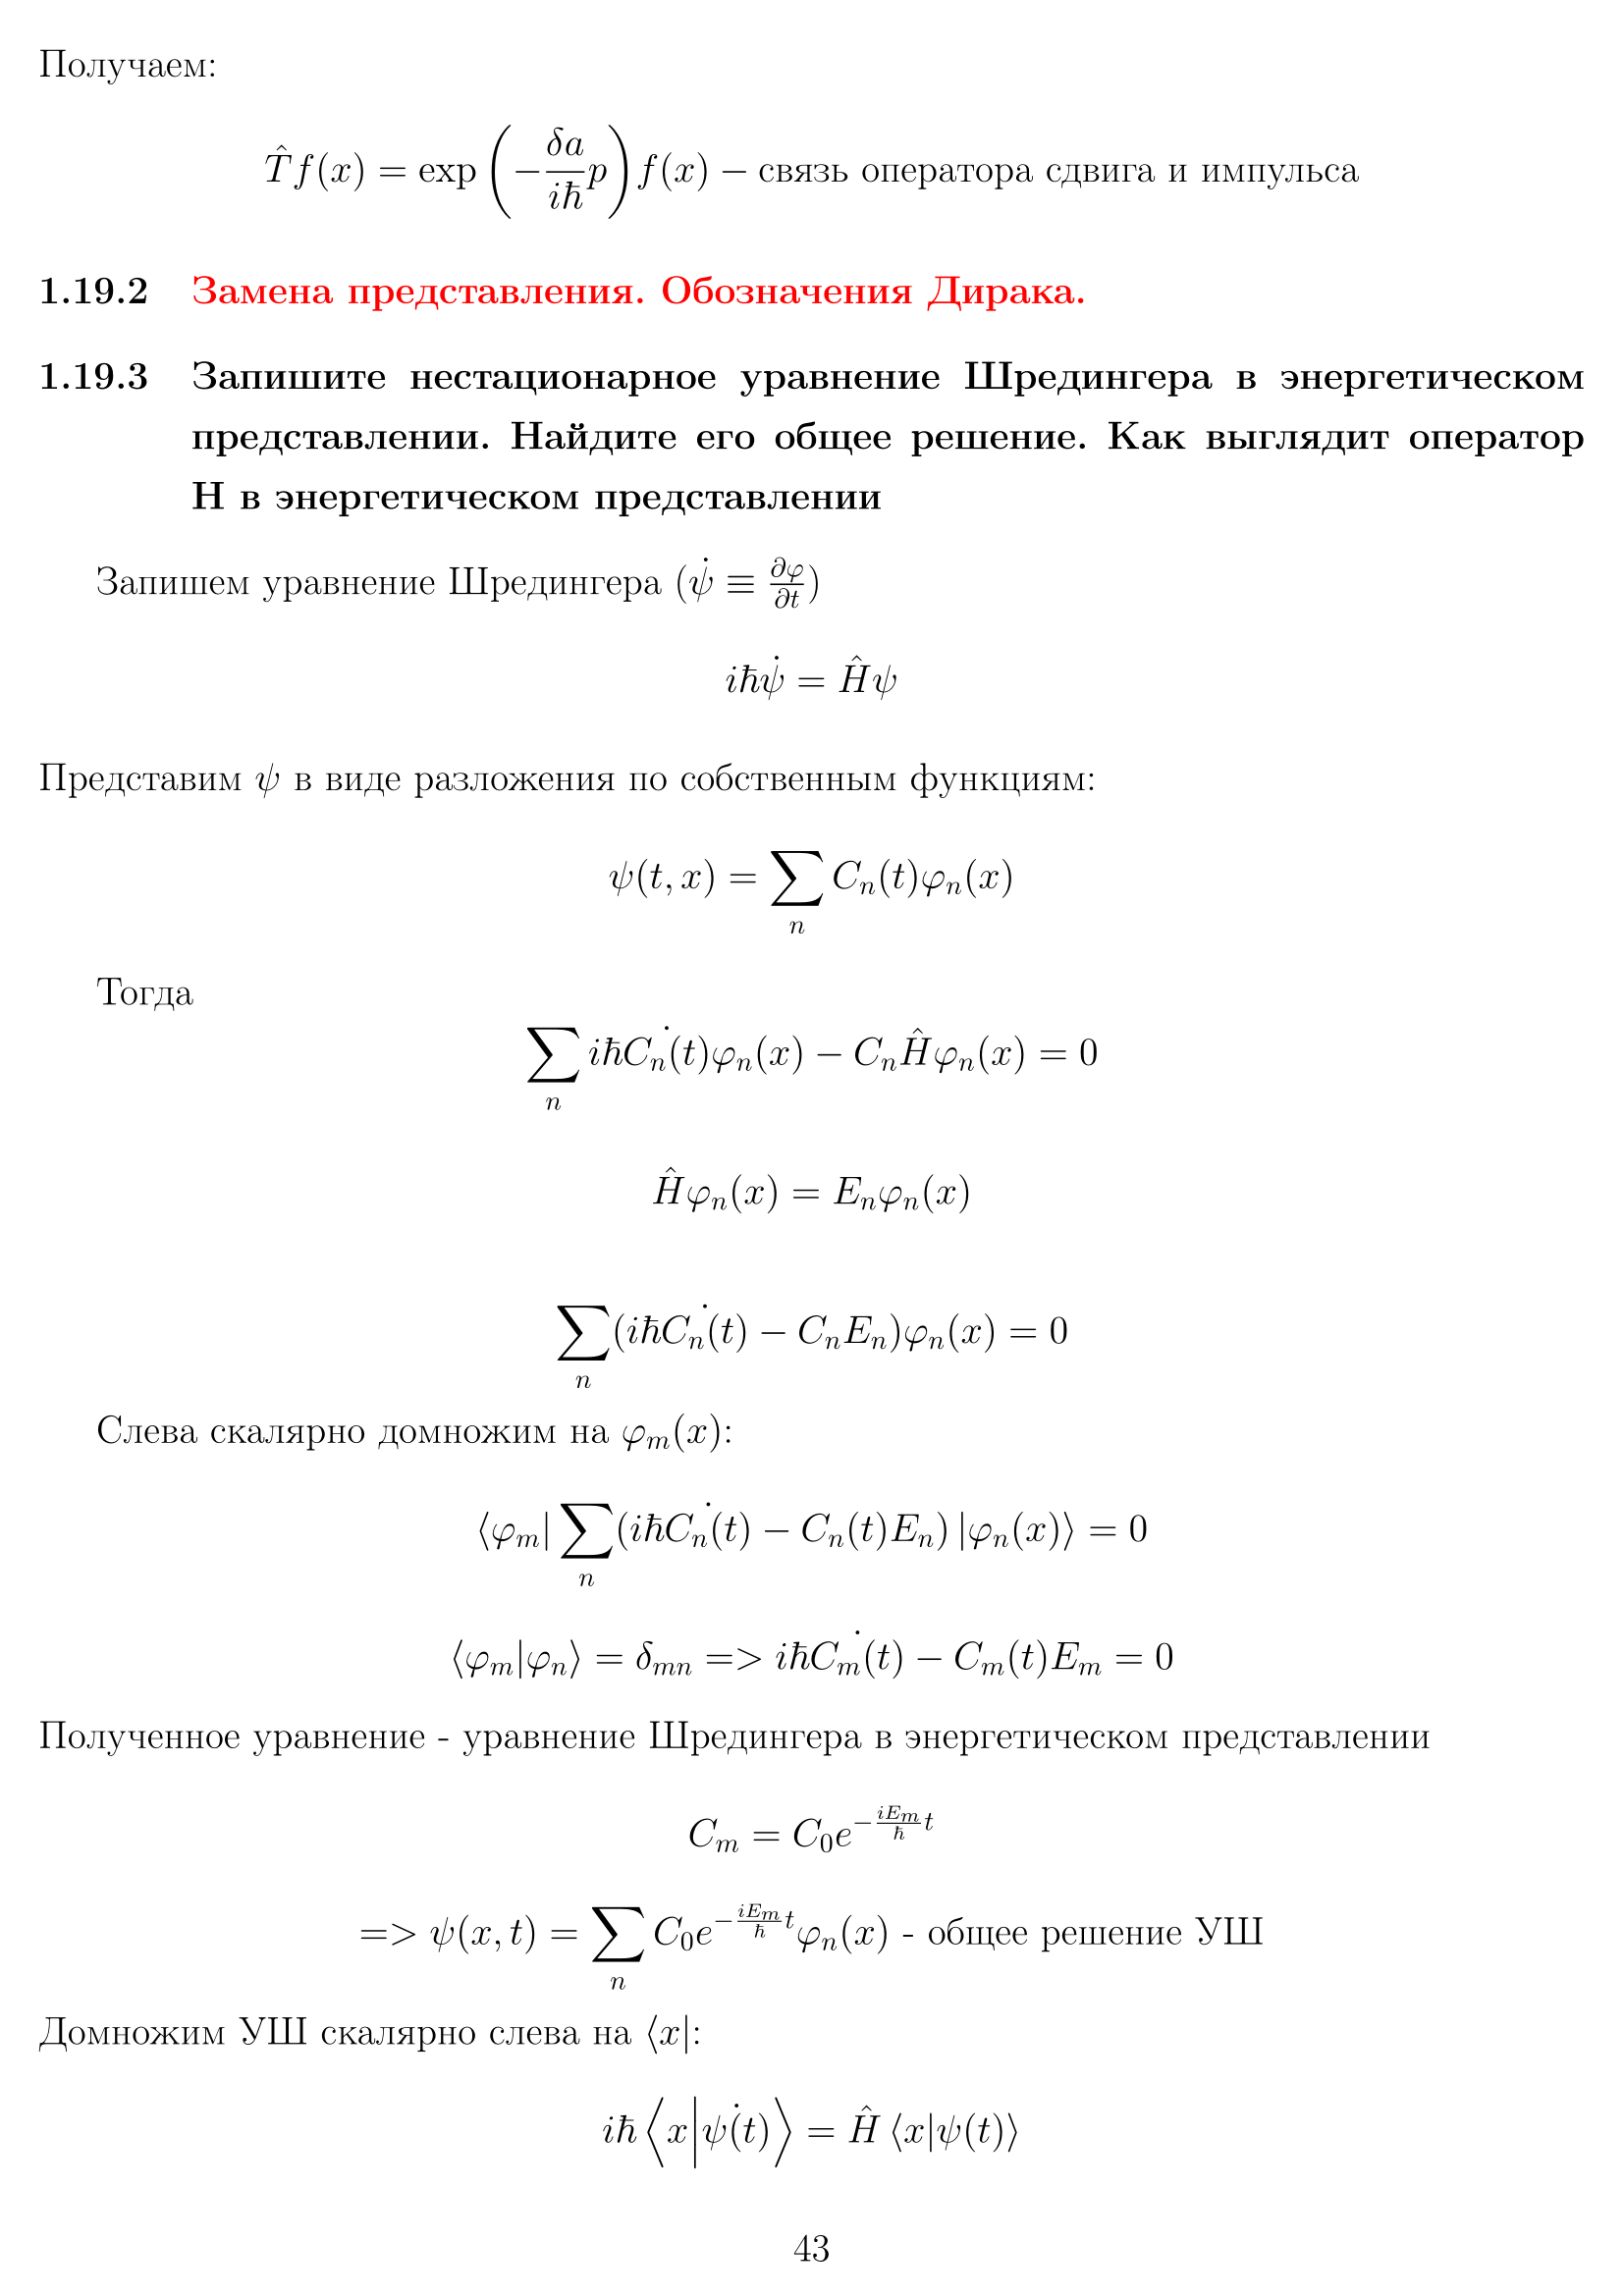 Получаем:
$$\hat{T}f(x) = \exp\left(-\frac{\delta a}{i\hbar}p\right)f(x) - \text{связь оператора сдвига и импульса}$$
1.19.2 Замена представления. Обозначения Дирака.
1.19.3 Запишите нестационарное уравнение Шредингера в энергетическом
представлении. Найдите его общее решение. Как выглядит оператор
Н в энергетическом представлении
Запишем уравнение Шредингера ($\dot{\psi} \equiv \frac{\partial \varphi}{\partial t}$)
$$i\hbar\dot{\psi} = \hat{H}\psi$$
Представим $\psi$ в виде разложения по собственным функциям:
$$\psi(t, x) = \sum_n C_n(t)\varphi_n(x)$$
Тогда
$$\sum_n i\hbar \dot{C_n(t)}\varphi_n(x) - C_n\hat{H}\varphi_n(x) = 0$$
$$\hat{H}\varphi_n(x) = E_n\varphi_n(x)$$
$$\sum_n (i\hbar \dot{C_n(t)} - C_n E_n)\varphi_n(x) = 0$$
Слева скалярно домножим на $\varphi_m(x)$:
$$\langle\varphi_m| \sum_n (i\hbar \dot{C_n(t)} - C_n(t)E_n) |\varphi_n(x)\rangle = 0$$
$$\langle\varphi_m|\varphi_n\rangle = \delta_{mn} => i\hbar \dot{C_m(t)} - C_m(t)E_m = 0$$
Полученное уравнение - уравнение Шредингера в энергетическом представлении
$$C_m = C_0 e^{-\frac{iE_m}{\hbar}t}$$
$$=> \psi(x, t) = \sum_n C_0 e^{-\frac{iE_m}{\hbar}t}\varphi_n(x) \text{ - общее решение УШ}$$
Домножим УШ скалярно слева на $\langle x|$:
$$i\hbar \left\langle x \middle| \dot{\psi(t)} \right\rangle = \hat{H} \langle x|\psi(t)\rangle$$
43